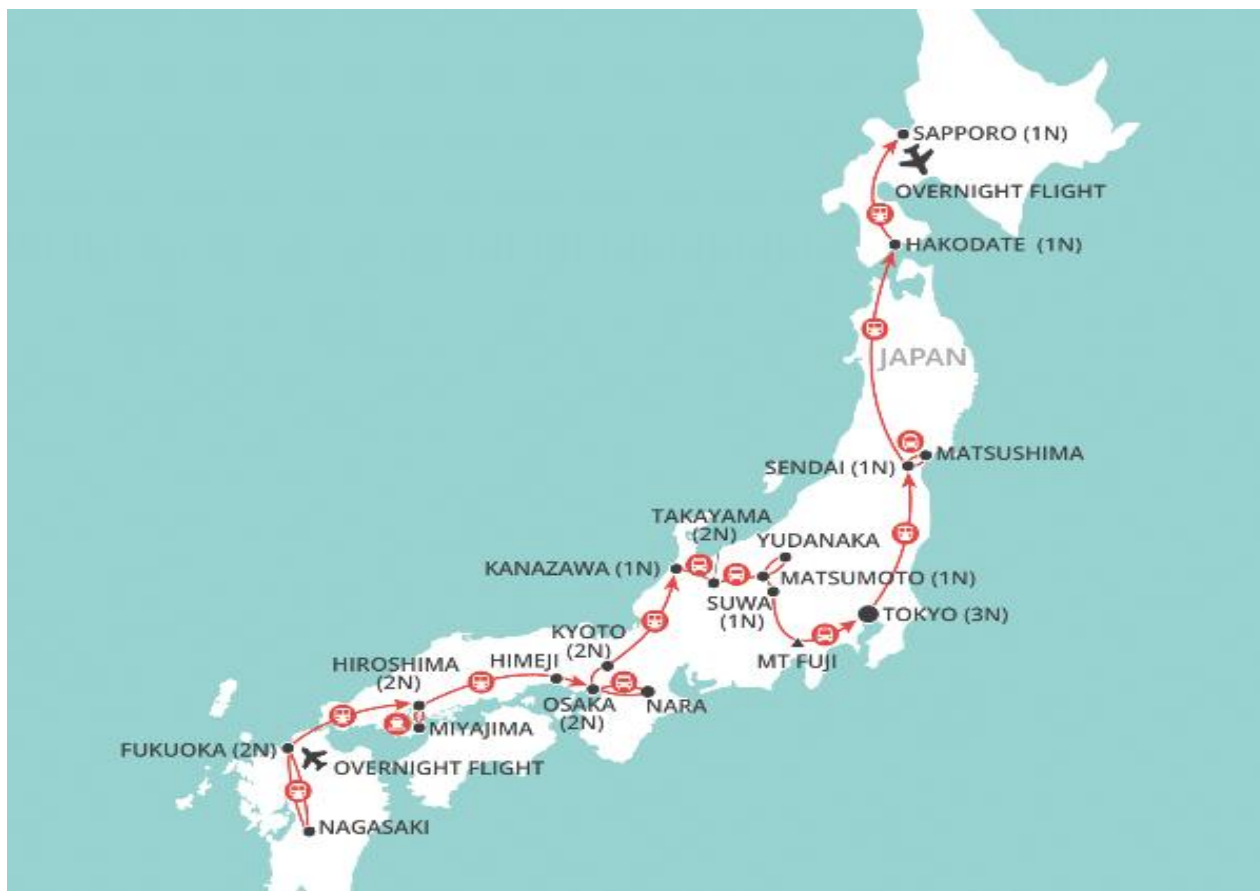 SAPPORO (1N)
OVERNIGHT FLIGHT
HAKODATE (1N)
JAPAN
MATSUSHIMA
SENDAI (1N)
TAKAYAMA
(2N)
YUDANAKA
KANAZAWA (1N)
MATSUMOTO (1N)
SUWA
(1N)
TOKYO (3N)
KYOTO
(2N)
MT FUJI
HIROSHIMA
(2N)
HIMEJI
OSAKA
(2N)
NARA
MIYAJIMA
FUKUOKA (2N)
OVERNIGHT FLIGHT
NAGASAKI